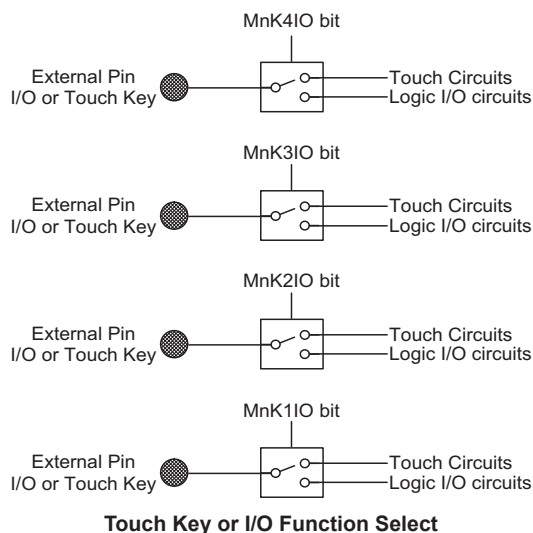 MnK4IO bit
External Pin
I/O or Touch Key
Touch Circuits
Logic I/O circuits
MnK3IO bit
External Pin
I/O or Touch Key
Touch Circuits
Logic I/O circuits
MnK2IO bit
External Pin
I/O or Touch Key
Touch Circuits
Logic I/O circuits
MnK1IO bit
External Pin
I/O or Touch Key
Touch Circuits
Logic I/O circuits
Touch Key or I/O Function Select